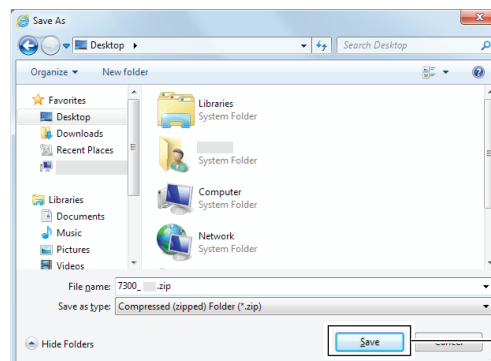 Save As
Desktop
Search Desktop
Organize
New folder
Favorites
Desktop
Downloads
Recent Places
Libraries
Documents
Music
Pictures
Videos
Libraries
System Folder
System Folder
Computer
System Folder
Network
System Folder
File name: 7300_ .zip
Save as type: Compressed (zipped) Folder (*.zip)
Hide Folders
Save
Cancel